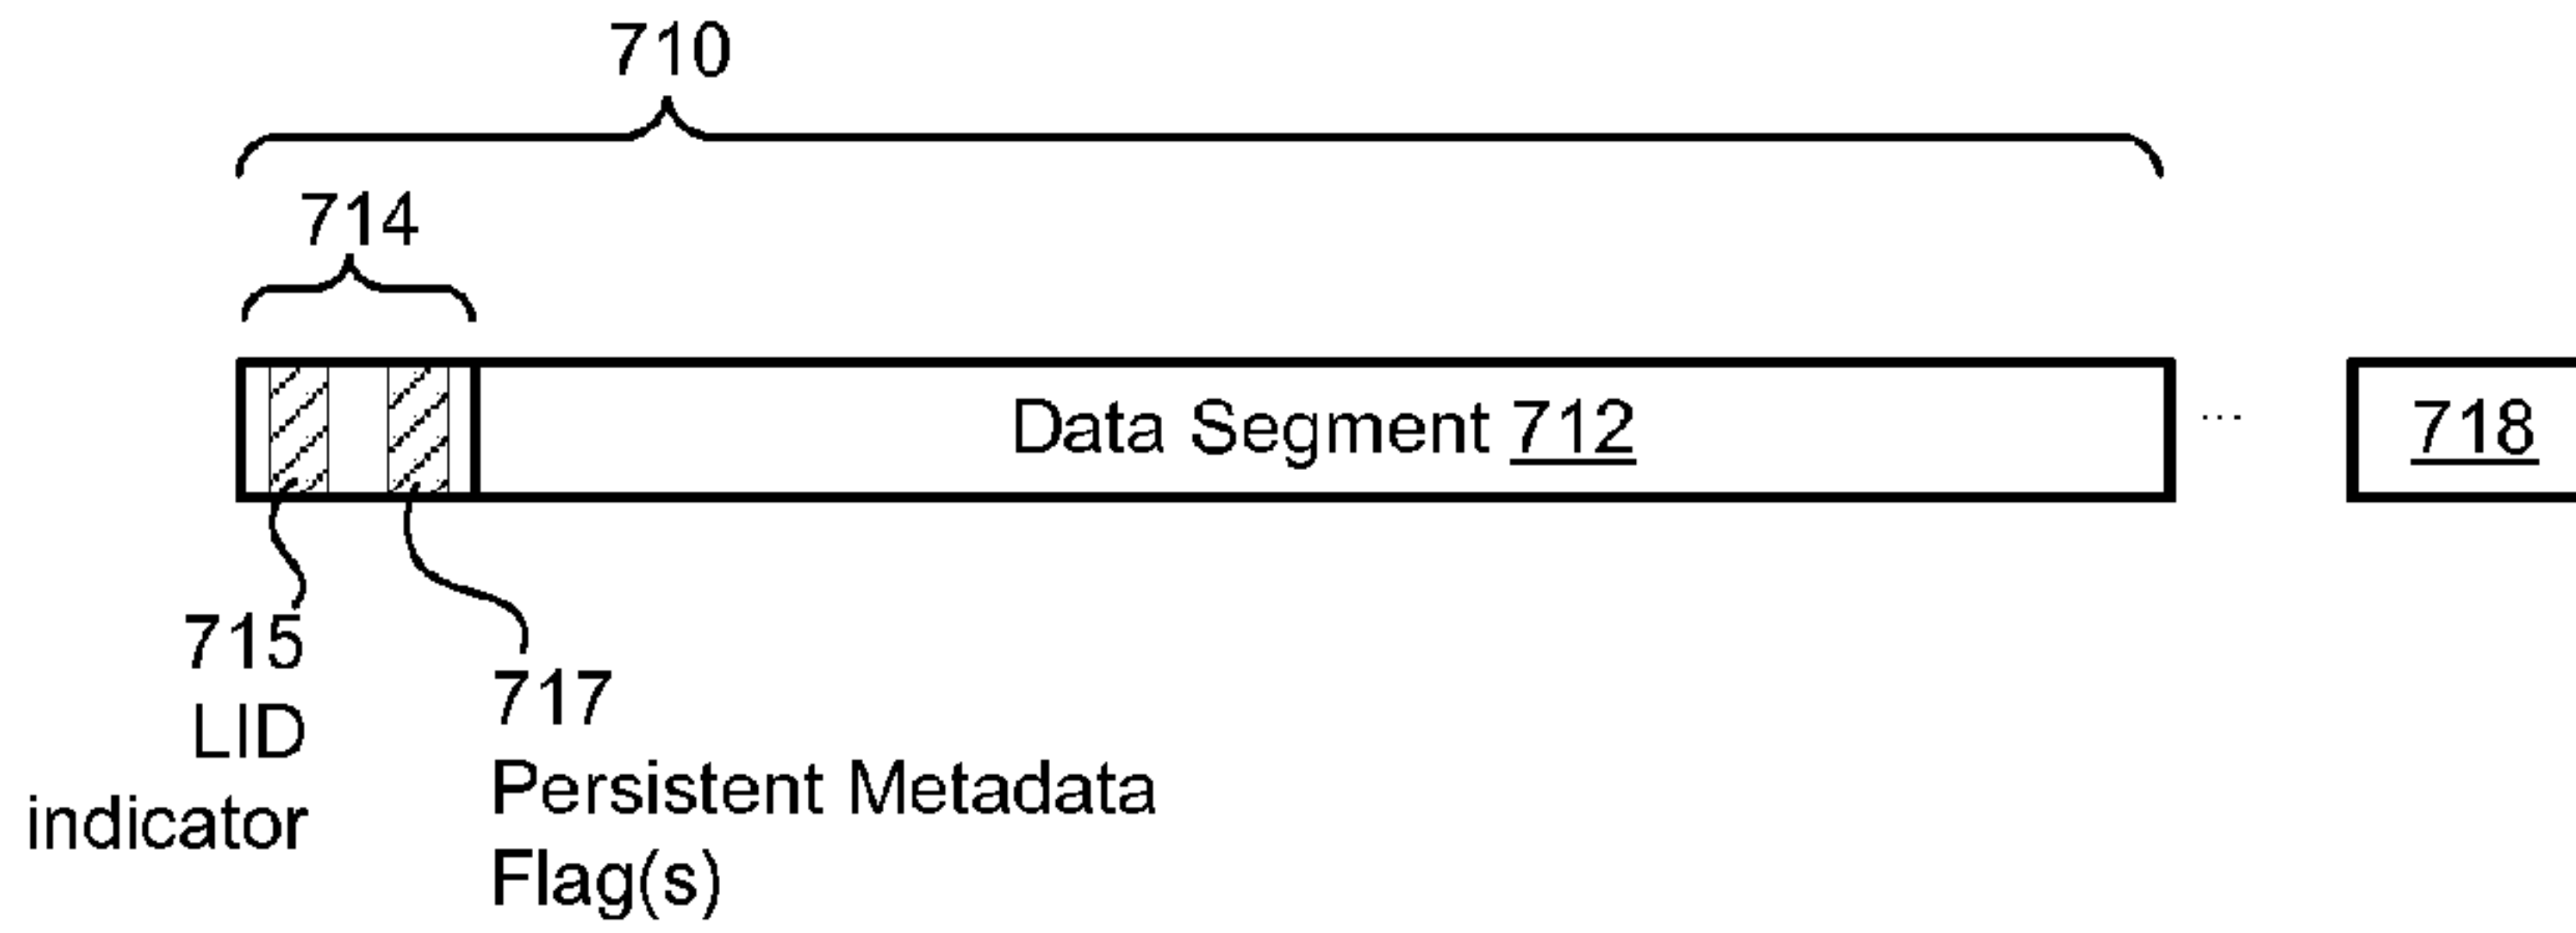 710
714
Data Segment 712
...
718
715
LID
indicator
717
Persistent Metadata
Flag(s)